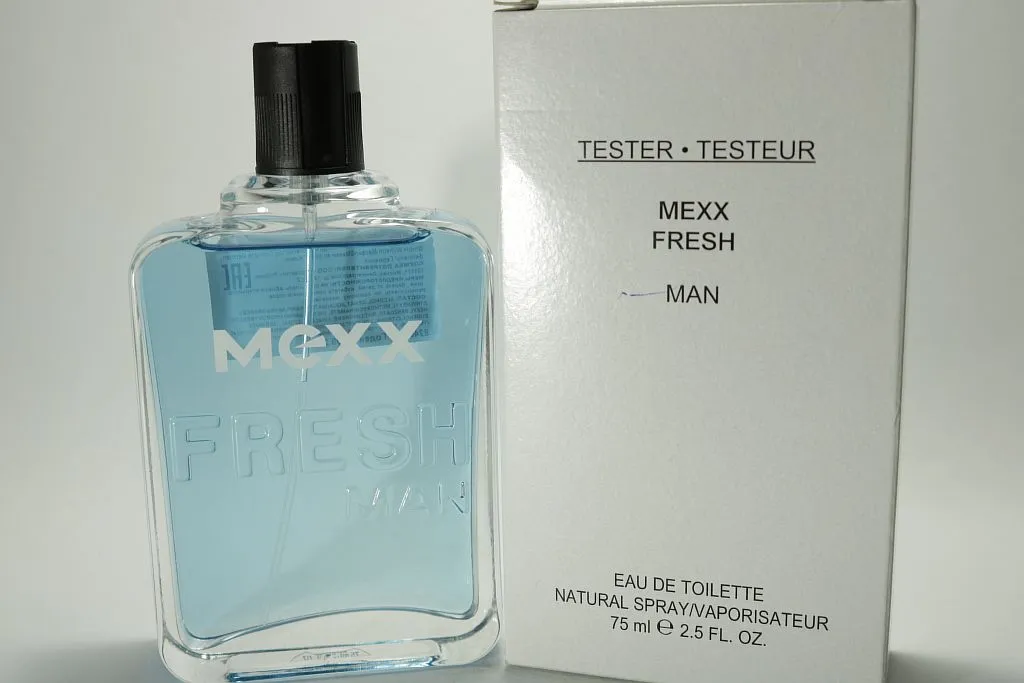 mexx
FRESH
MAN
TESTER • TESTEUR
MEXX
FRESH
MAN
EAU DE TOILETTE
NATURAL SPRAY/VAPORISATEUR
75 ml ℮ 2.5 FL. OZ.